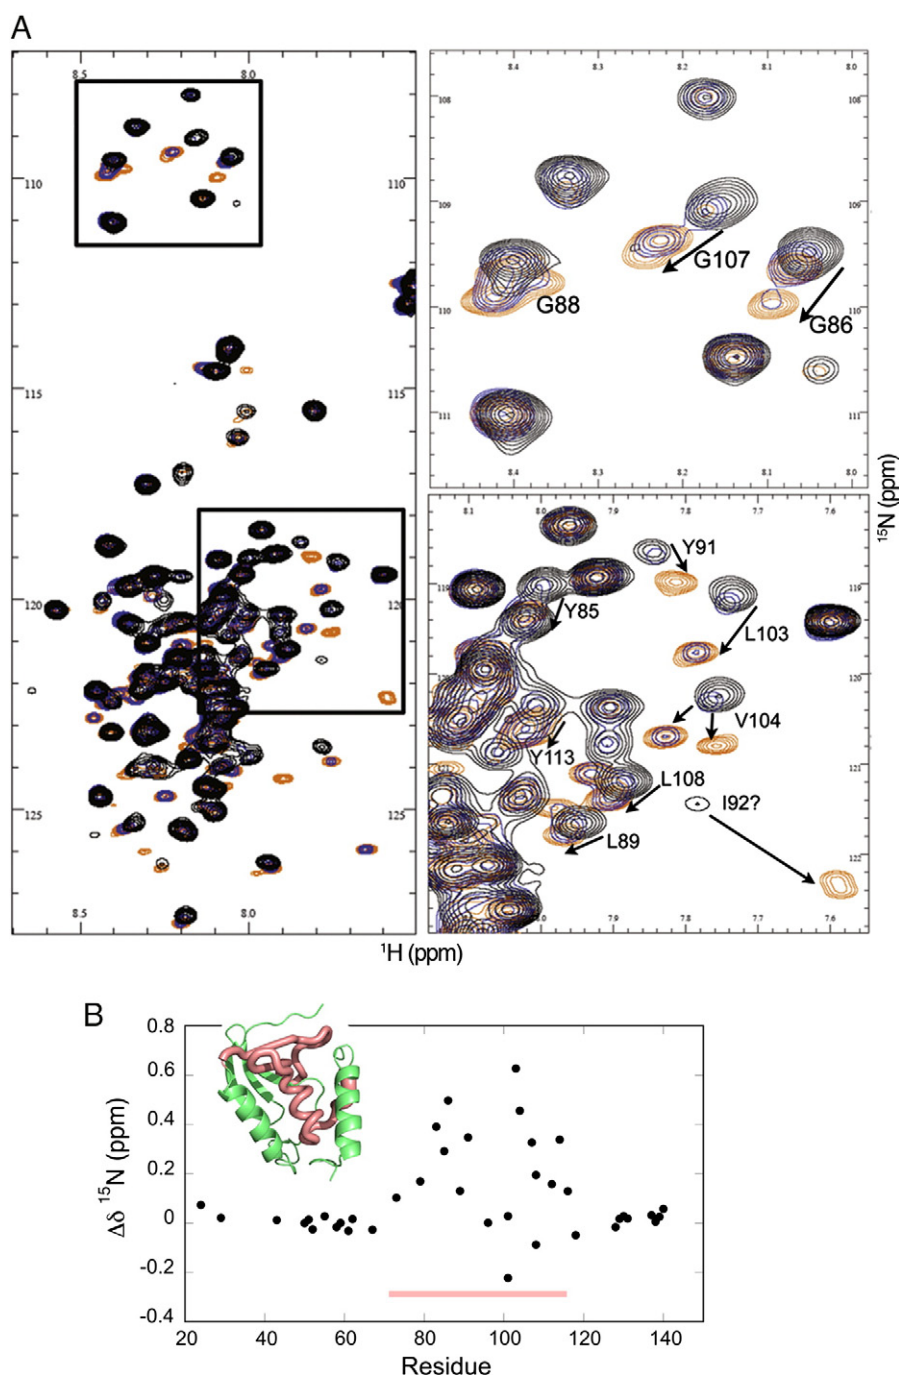 A
8.5 8.0
110 110
115 115
120 120
125 125
8.5 8.0
8.4 8.3 8.2 8.1 8.0
108 108
109 109
G107
G88
110 110
G86
111 111
8.4 8.3 8.2 8.1 8.0
15N (ppm)
8.1 8.0 7.9 7.8 7.7 7.6
Y91
119 119
Y85
L103
120
V104
Y113
121
L108
I92?
L89
122 122
8.0 7.9 7.8 7.7 7.6
1H (ppm)
B
0.8
0.6
0.4
0.2
0
-0.2
-0.4
Δδ 15N (ppm)
20 40 60 80 100 120 140
Residue